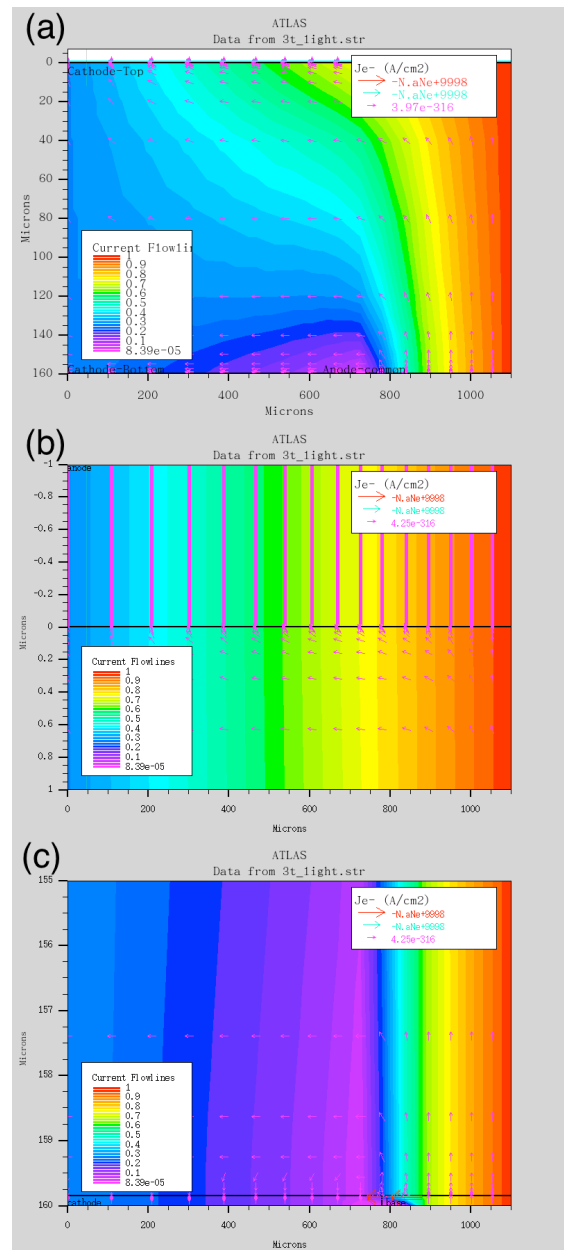 (a)
ATLAS
Data from 3t_light.str
Cathode-Top
Je- (A/cm2)
-N.aNe+9998
-N.aNe+9998
3.97e-316
0
20
40
80
100
120
140
160
Microns
Current Flowlin
1
0.9
0.8
0.7
0.6
0.5
0.4
0.3
0.2
0.1
8.39e-05
Cathode-Bottom
Anode-common
0
200
400
600
800
1000
Microns
(b)
ATLAS
Data from 3t_light.str
anode
Je- (A/cm2)
-N.aNe+9998
-N.aNe+9998
4.25e-316
-1
-0.8
-0.6
-0.4
-0.2
0
0.2
0.4
0.6
0.8
1
Microns
Current Flowlines
1
0.9
0.8
0.7
0.6
0.5
0.4
0.3
0.2
0.1
8.39e-05
0
200
400
600
800
1000
Microns
(c)
ATLAS
Data from 3t_light.str
Je- (A/cm2)
-N.aNe+9998
-N.aNe+9998
4.25e-316
155
156
157
158
159
160
Microns
Current Flowlines
1
0.9
0.8
0.7
0.6
0.5
0.4
0.3
0.2
0.1
8.39e-05
cathode
base
0
200
400
600
800
1000
Microns